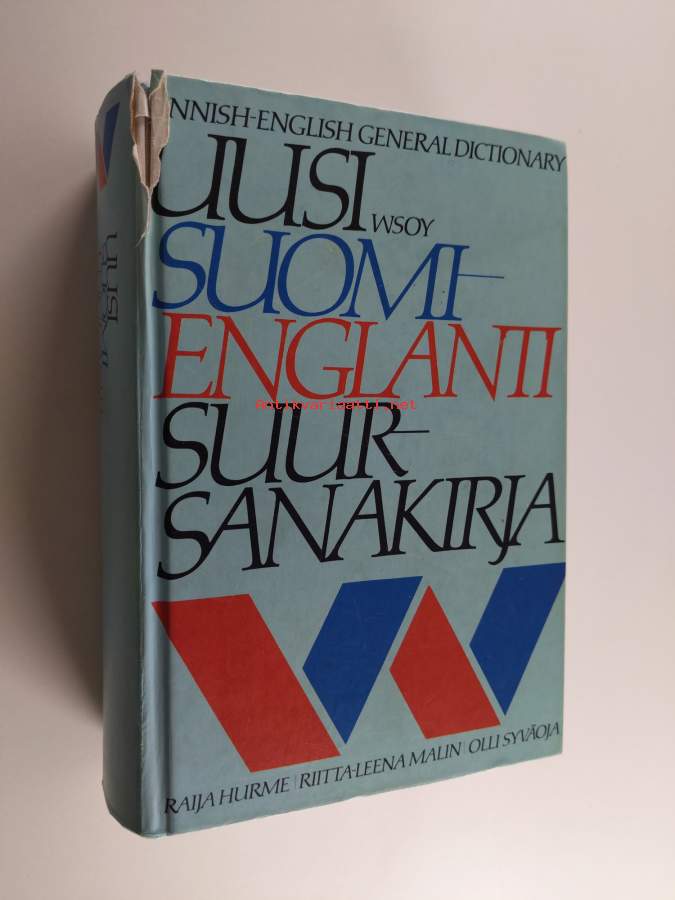 NNISH-ENGLISH GENERAL DICTIONARY
UUSI
WSOY
SUOMI-
ENGLANTI
Antikvariaatti.net
SUUR-
SANAKIRJA
RAIJA HURME | RIITTA-LEENA MALIN | OLLI SYVÄOJA
UUSI